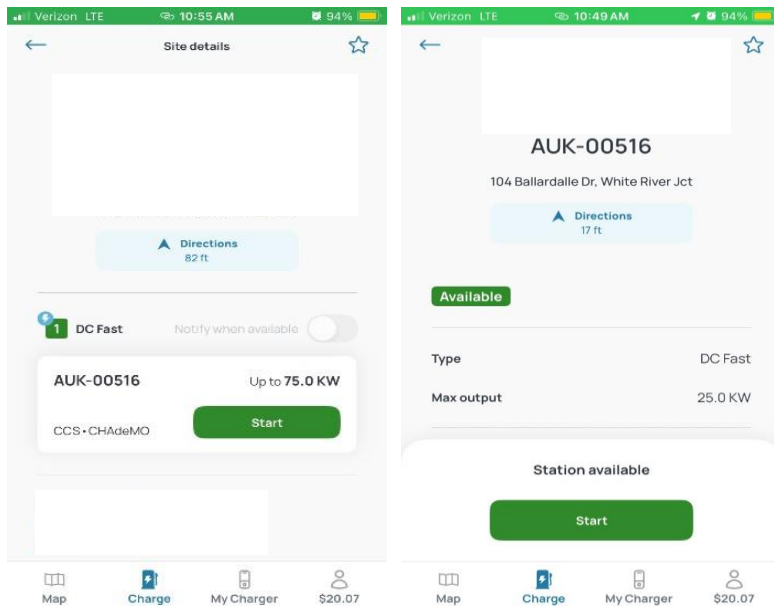 Verizon LTE 10:55 AM 94%
Site details
Directions
82 ft
1 DC Fast Notify when available
AUK-00516 Up to 75.0 KW
CCS•CHAdeMO Start
Map Charge My Charger $20.07
Verizon LTE 10:49 AM 94%
AUK-00516
104 Ballardalle Dr, White River Jct
Directions
17 ft
Available
Type DC Fast
Max output 25.0 KW
Station available
Start
Map Charge My Charger $20.07